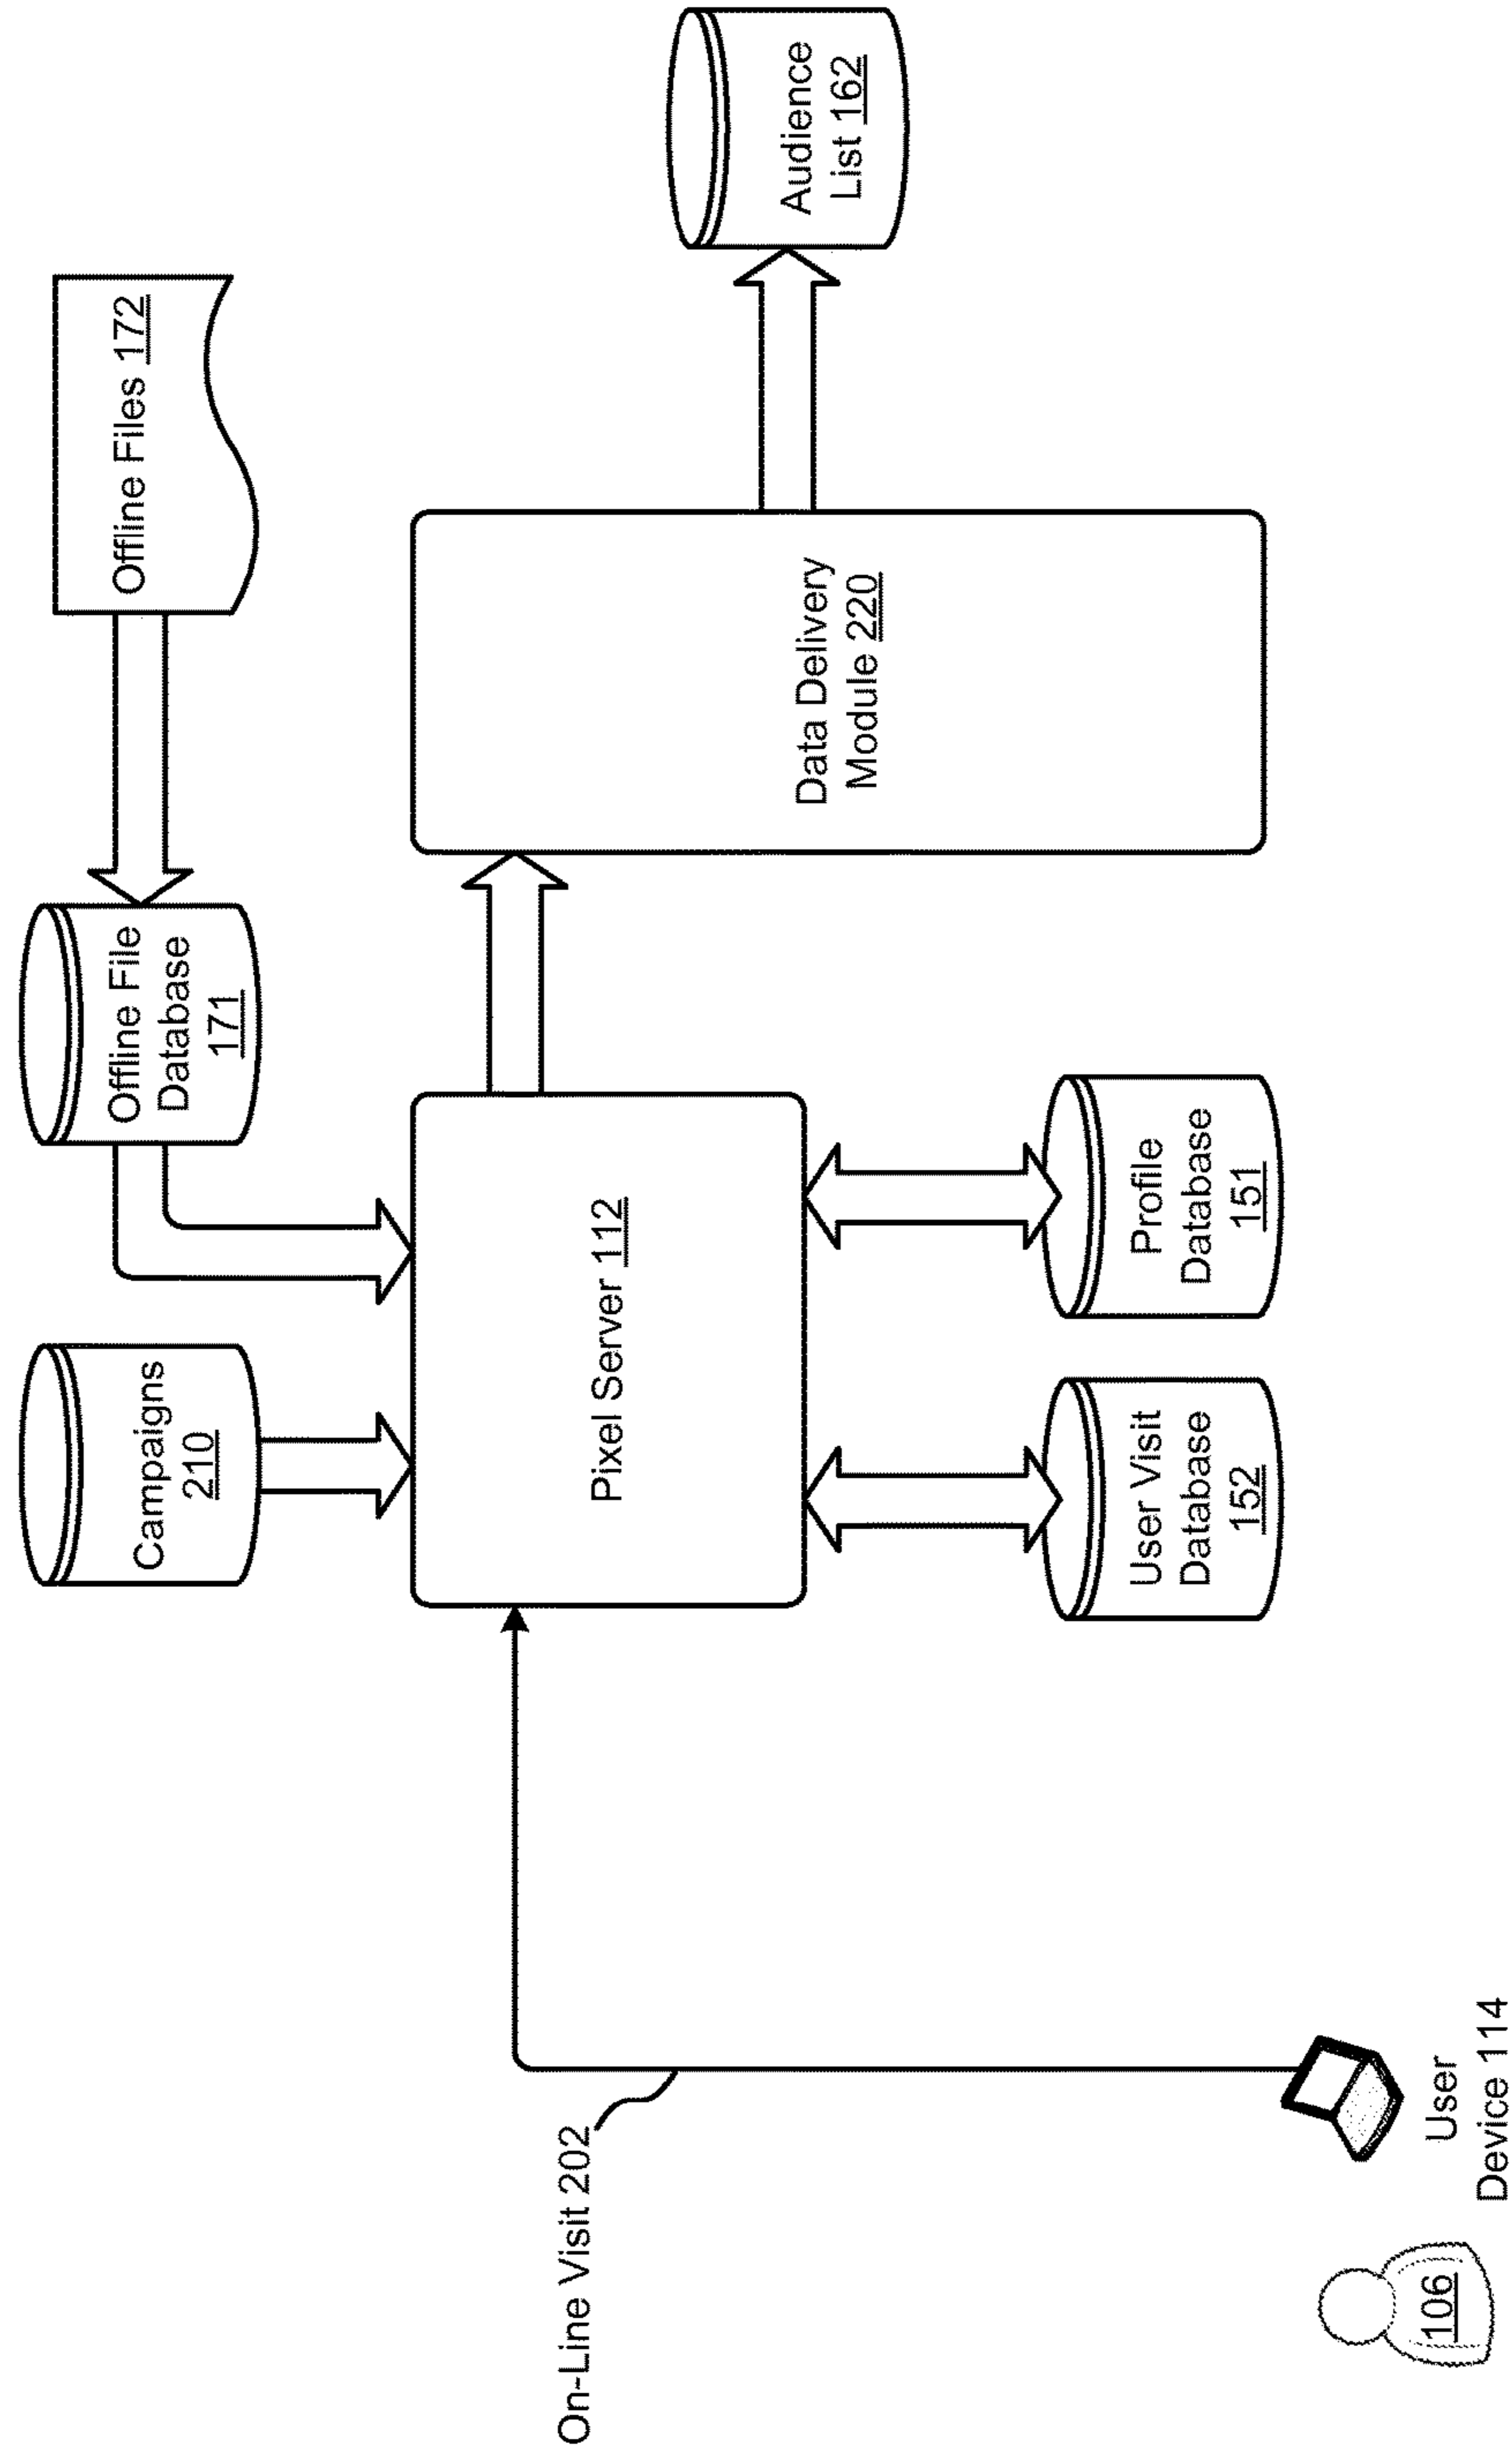 Campaigns
210
Offline File
Database
171
Offline Files 172
On-Line Visit 202
Pixel Server 112
Data Delivery
Module 220
Audience
List 162
User Visit
Database
152
Profile
Database
151
106
User
Device 114